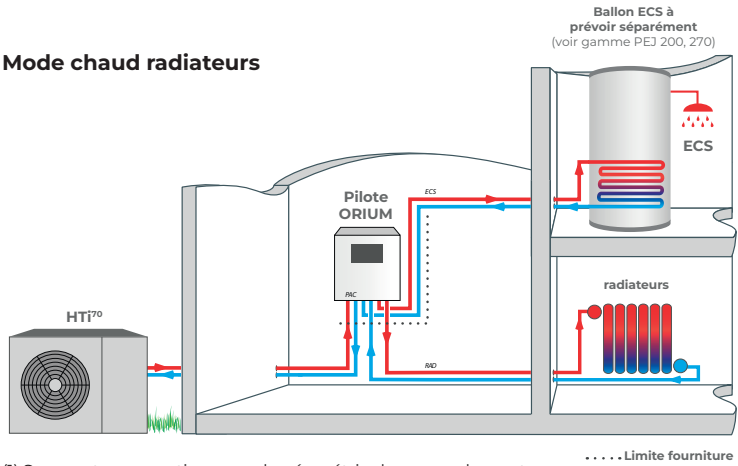 Ballon ECS à
prévoir séparément
(voir gamme PEJ 200, 270)
Mode chaud radiateurs
ECS
ECS
Pilote
ORIUM
PAC
radiateurs
HTi⁷⁰
RAD
Limite fourniture